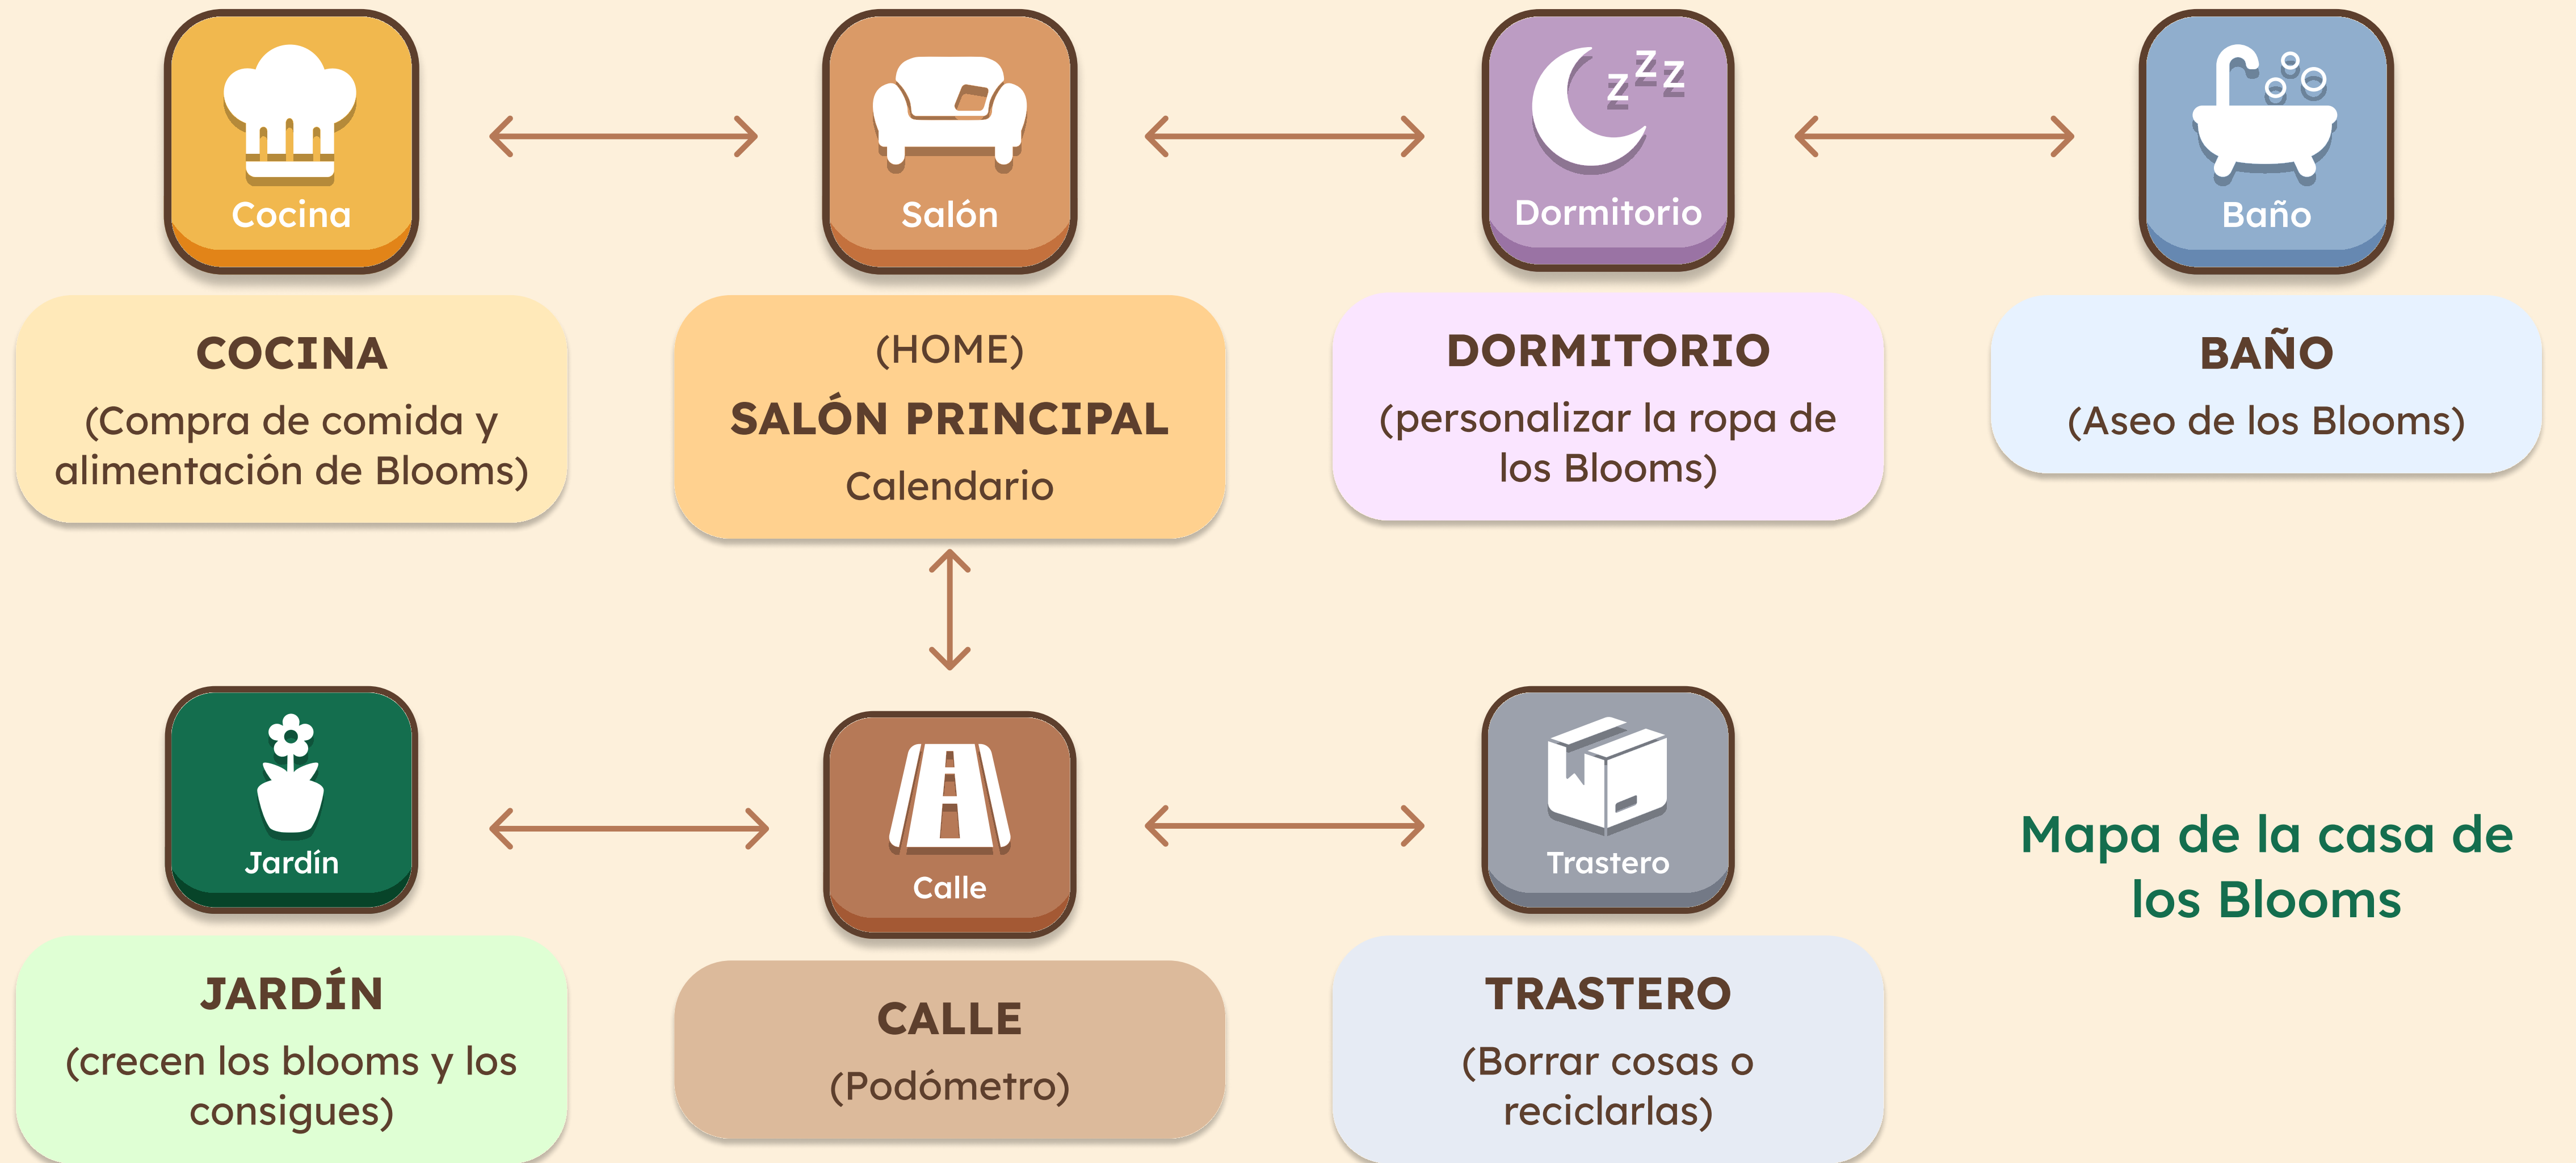 Cocina
COCINA
(Compra de comida y
alimentación de Blooms)
Salón
(HOME)
SALÓN PRINCIPAL
Calendario
z z z
Dormitorio
DORMITORIO
(personalizar la ropa de
los Blooms)
Baño
BAÑO
(Aseo de los Blooms)
Jardín
JARDÍN
(crecen los blooms y los
consigues)
Calle
CALLE
(Podómetro)
Trastero
TRASTERO
(Borrar cosas o
reciclarlas)
Mapa de la casa de
los Blooms